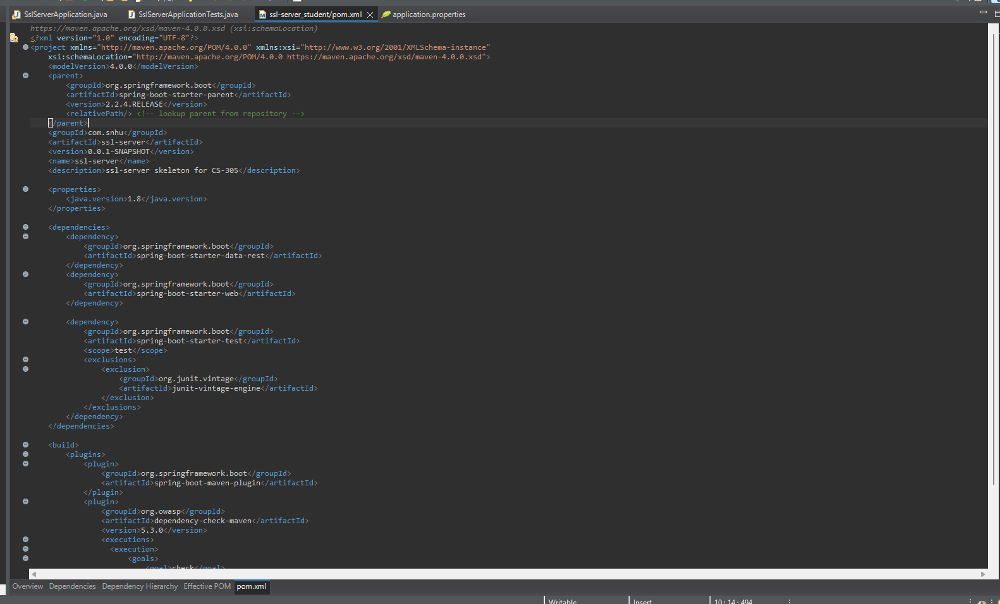 SslServerApplication.java SslServerApplicationTests.java ssl-server_student/pom.xml application.properties
https://maven.apache.org/xsd/maven-4.0.0.xsd (xsi:schemaLocation)
<?xml version="1.0" encoding="UTF-8"?>
<project xmlns="http://maven.apache.org/POM/4.0.0" xmlns:xsi="http://www.w3.org/2001/XMLSchema-instance"
xsi:schemaLocation="http://maven.apache.org/POM/4.0.0 https://maven.apache.org/xsd/maven-4.0.0.xsd">
<modelVersion>4.0.0</modelVersion>
<parent>
<groupId>org.springframework.boot</groupId>
<artifactId>spring-boot-starter-parent</artifactId>
<version>2.2.4.RELEASE</version>
<relativePath/> <!-- lookup parent from repository -->
</parent>
<groupId>com.snhu</groupId>
<artifactId>ssl-server</artifactId>
<version>0.0.1-SNAPSHOT</version>
<name>ssl-server</name>
<description>ssl-server skeleton for CS-305</description>
<properties>
<java.version>1.8</java.version>
</properties>
<dependencies>
<dependency>
<groupId>org.springframework.boot</groupId>
<artifactId>spring-boot-starter-data-rest</artifactId>
</dependency>
<dependency>
<groupId>org.springframework.boot</groupId>
<artifactId>spring-boot-starter-web</artifactId>
</dependency>
<dependency>
<groupId>org.springframework.boot</groupId>
<artifactId>spring-boot-starter-test</artifactId>
<scope>test</scope>
<exclusions>
<exclusion>
<groupId>org.junit.vintage</groupId>
<artifactId>junit-vintage-engine</artifactId>
</exclusion>
</exclusions>
</dependency>
</dependencies>
<build>
<plugins>
<plugin>
<groupId>org.springframework.boot</groupId>
<artifactId>spring-boot-maven-plugin</artifactId>
</plugin>
<plugin>
<groupId>org.owasp</groupId>
<artifactId>dependency-check-maven</artifactId>
<version>5.3.0</version>
<executions>
<execution>
<goals>
<goal>check</goal>
Overview Dependencies Dependency Hierarchy Effective POM pom.xml
Writable Insert 10 : 14 : 494